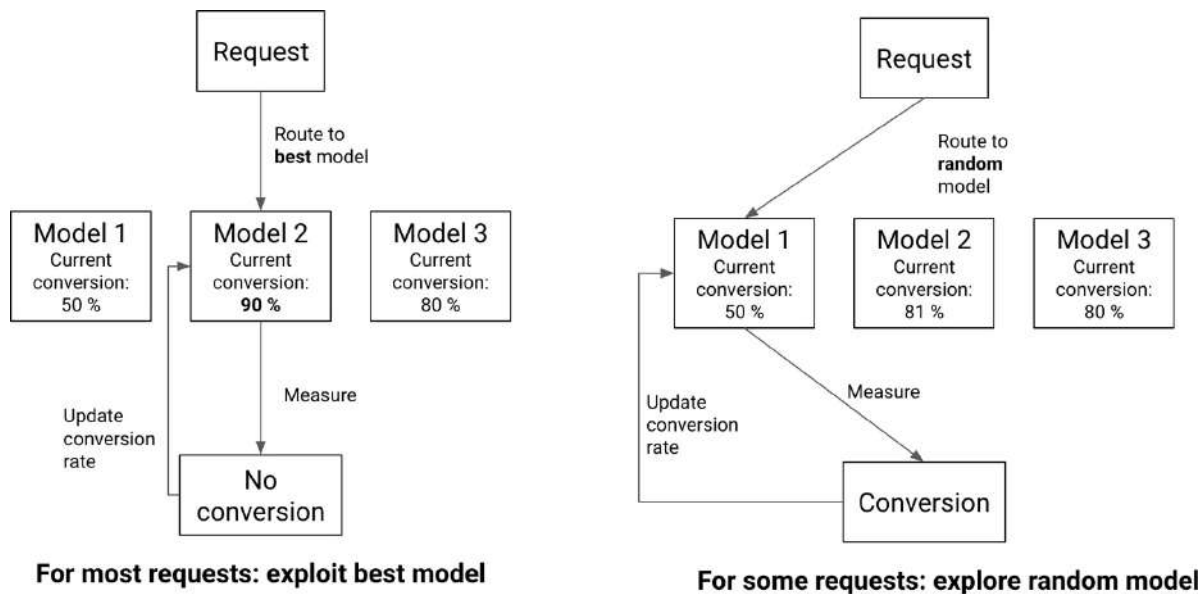 Request
Route to
best model
Model 1
Current
conversion:
50 %
Model 2
Current
conversion:
90 %
Model 3
Current
conversion:
80 %
Measure
Update
conversion
rate
No
conversion
For most requests: exploit best model
Request
Route to
random
model
Model 1
Current
conversion:
50 %
Model 2
Current
conversion:
81 %
Model 3
Current
conversion:
80 %
Measure
Update
conversion
rate
Conversion
For some requests: explore random model